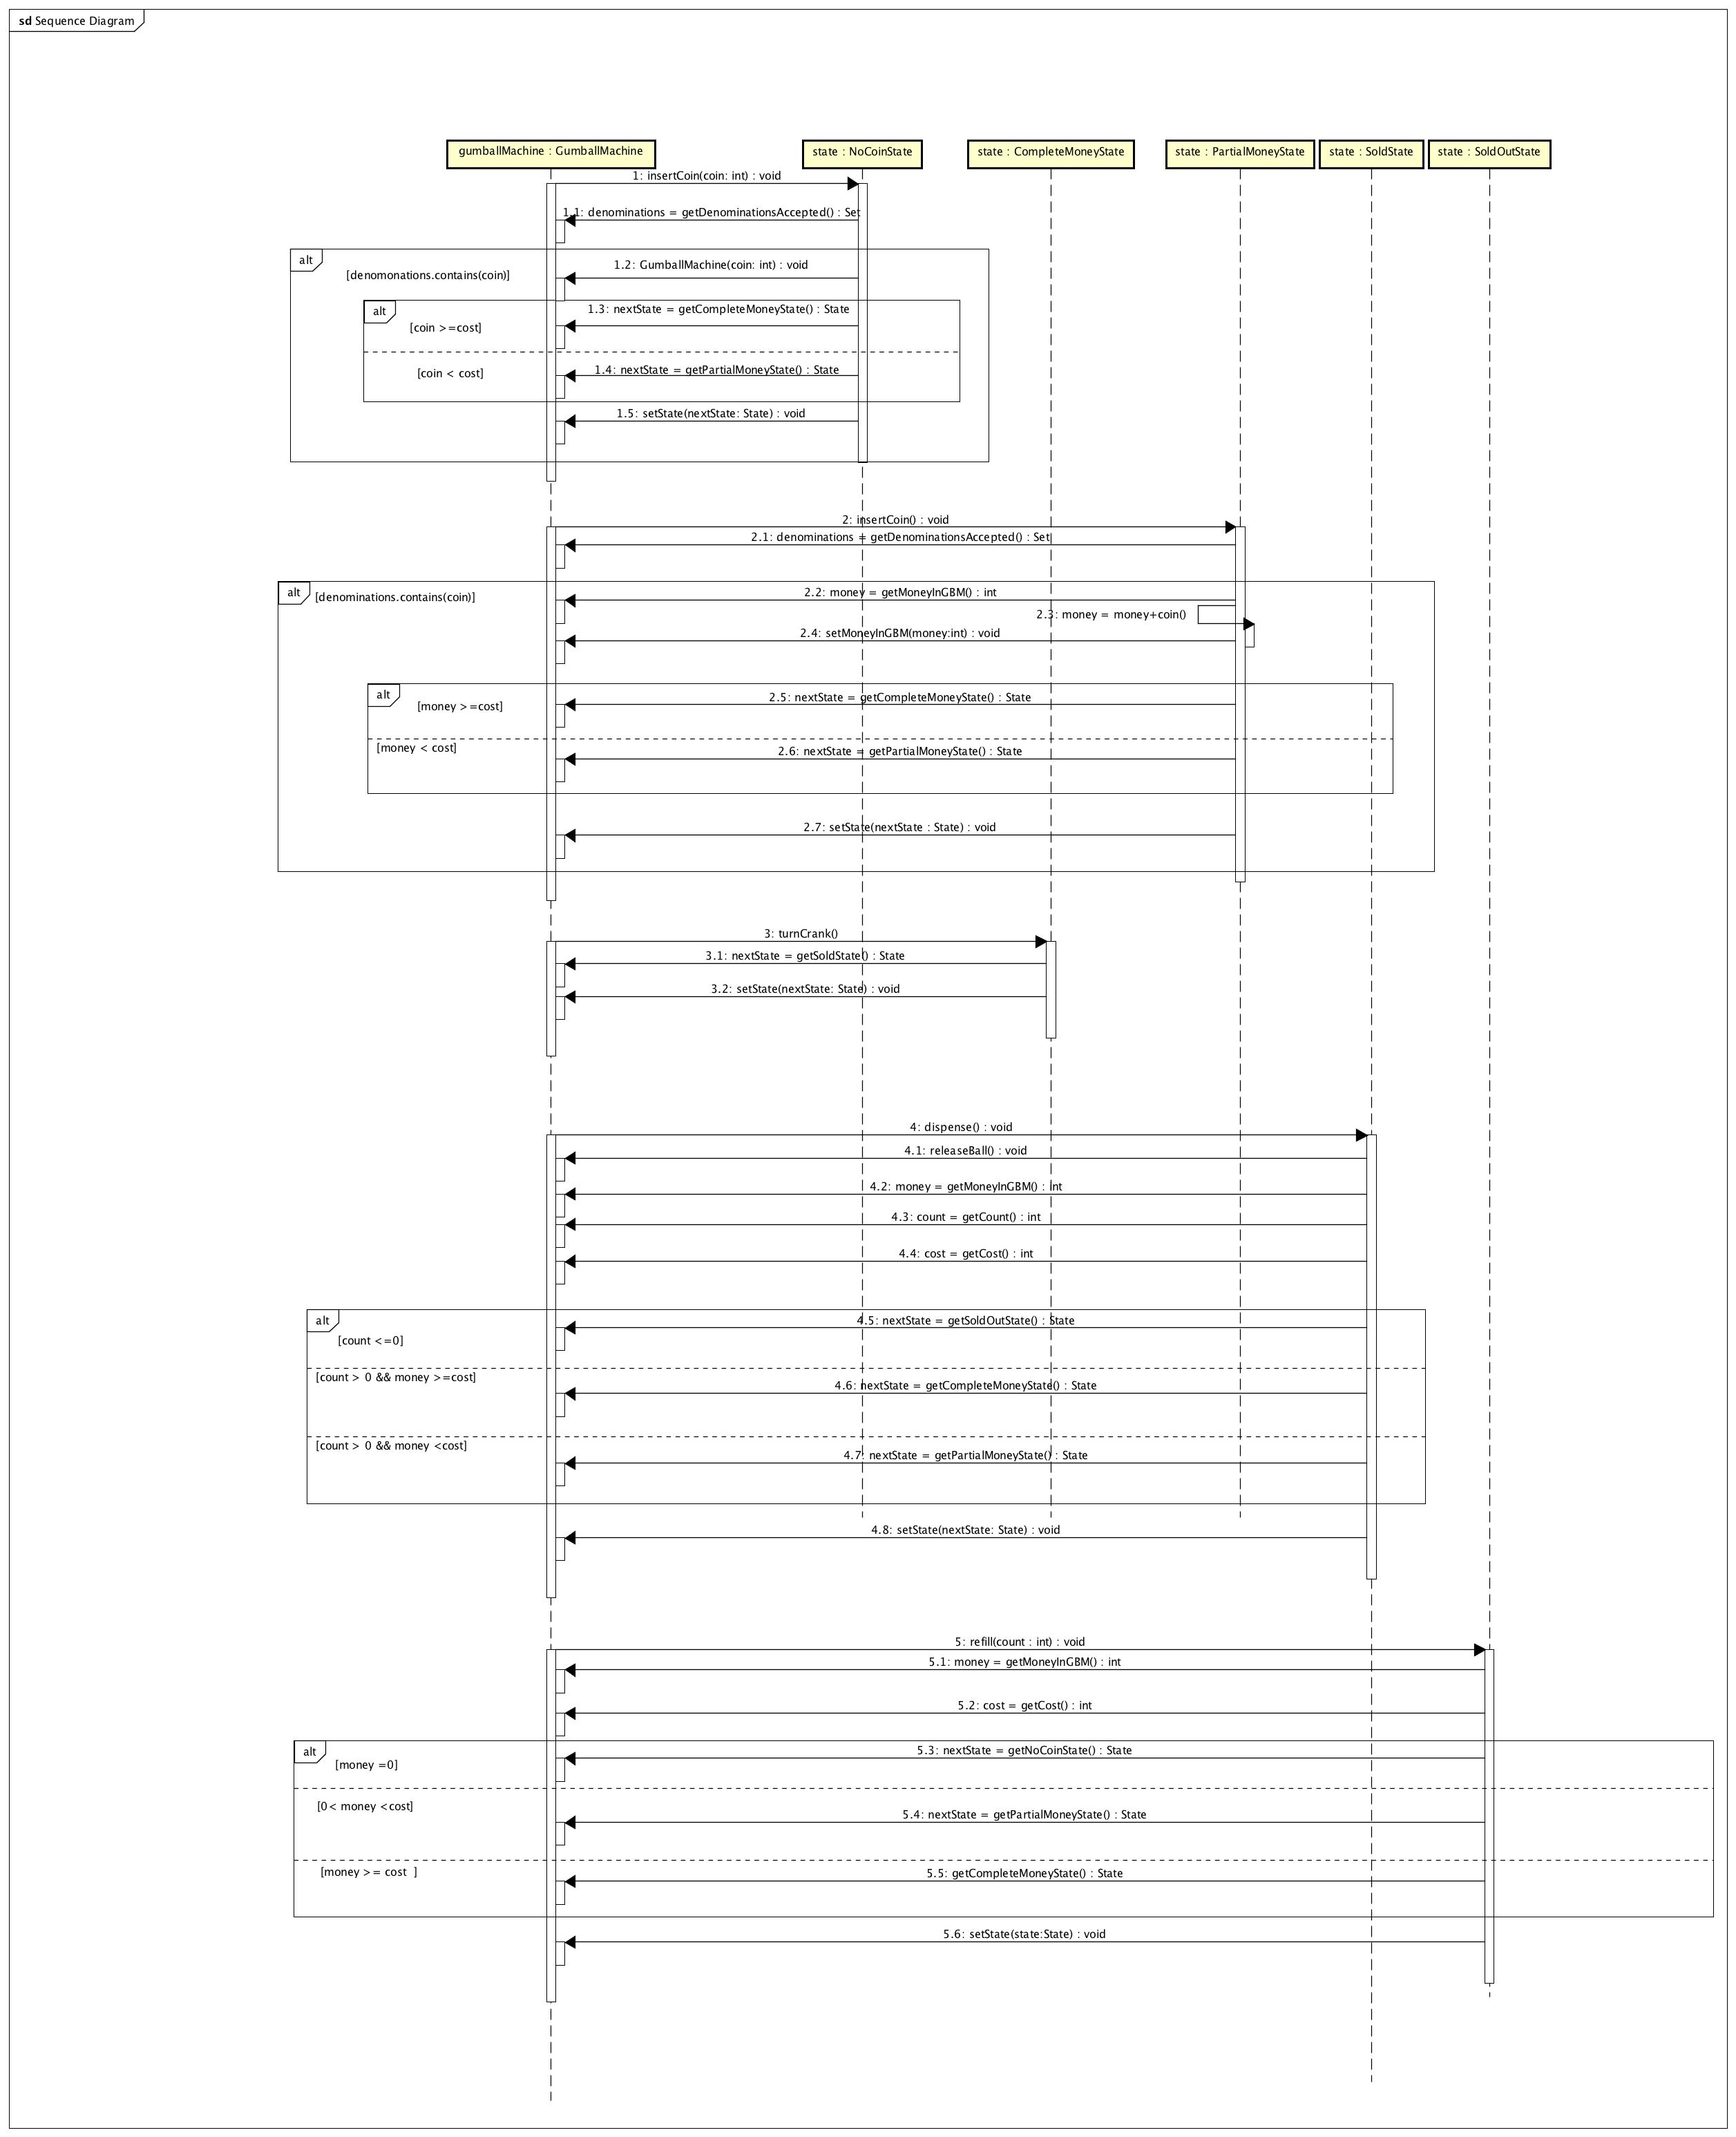 sd Sequence Diagram
gumballMachine : GumballMachine
state : NoCoinState
state : CompleteMoneyState
state : PartialMoneyState
state : SoldState
state : SoldOutState
1: insertCoin(coin: int) : void
1.1: denominations = getDenominationsAccepted() : Set
alt
[denomonations.contains(coin)]
1.2: GumballMachine(coin: int) : void
alt
[coin >=cost]
1.3: nextState = getCompleteMoneyState() : State
[coin < cost]
1.4: nextState = getPartialMoneyState() : State
1.5: setState(nextState: State) : void
2: insertCoin() : void
2.1: denominations = getDenominationsAccepted() : Set
alt
[denominations.contains(coin)]
2.2: money = getMoneyInGBM() : int
2.3: money = money+coin()
2.4: setMoneyInGBM(money:int) : void
alt
[money >=cost]
2.5: nextState = getCompleteMoneyState() : State
[money < cost]
2.6: nextState = getPartialMoneyState() : State
2.7: setState(nextState : State) : void
3: turnCrank()
3.1: nextState = getSoldState() : State
3.2: setState(nextState: State) : void
4: dispense() : void
4.1: releaseBall() : void
4.2: money = getMoneyInGBM() : int
4.3: count = getCount() : int
4.4: cost = getCost() : int
alt
[count <=0]
4.5: nextState = getSoldOutState() : State
[count > 0 && money >=cost]
4.6: nextState = getCompleteMoneyState() : State
[count > 0 && money <cost]
4.7: nextState = getPartialMoneyState() : State
4.8: setState(nextState: State) : void
5: refill(count : int) : void
5.1: money = getMoneyInGBM() : int
5.2: cost = getCost() : int
alt
[money =0]
5.3: nextState = getNoCoinState() : State
[0< money <cost]
5.4: nextState = getPartialMoneyState() : State
[money >= cost  ]
5.5: getCompleteMoneyState() : State
5.6: setState(state:State) : void